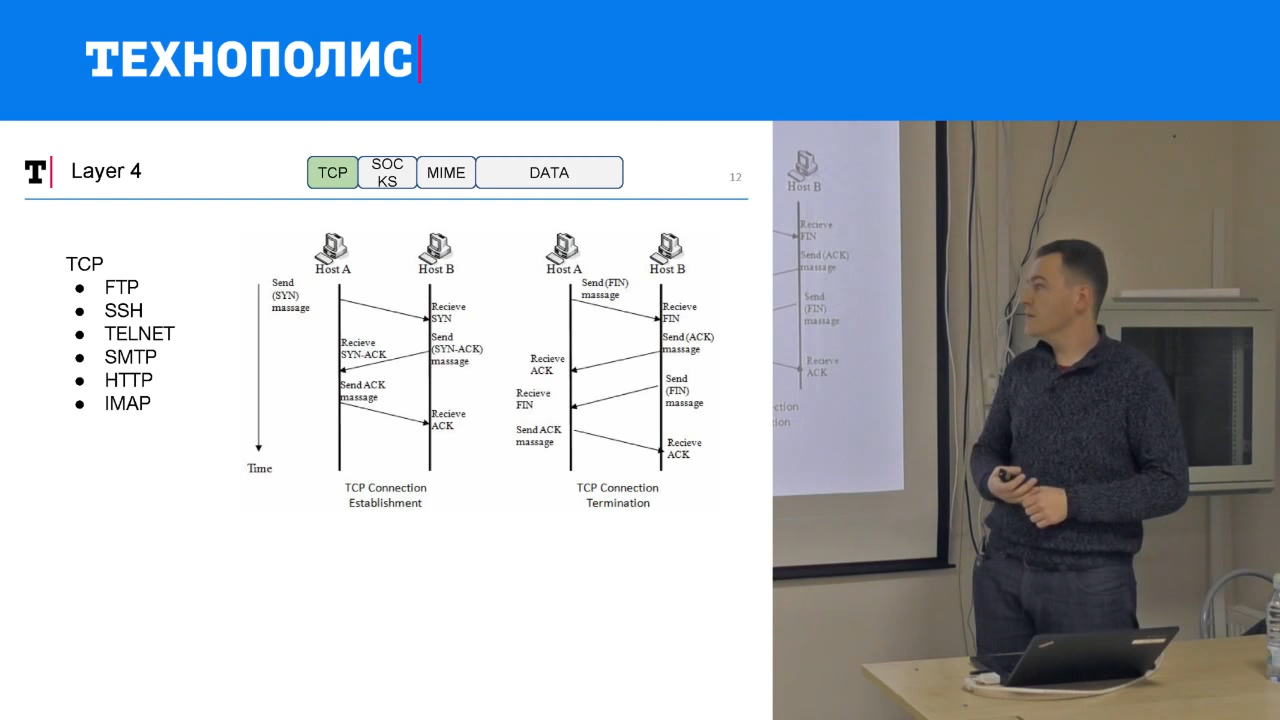 ТЕХНОПОЛИС
T
Layer 4
TCP
SOC
KS
MIME
DATA
12
TCP
● FTP
● SSH
● TELNET
● SMTP
● HTTP
● IMAP
Host A
Host B
Send
(SYN)
massage
Recieve
SYN
Send
(SYN-ACK)
massage
Recieve
SYN-ACK
Send ACK
massage
Recieve
ACK
Time
TCP Connection
Establishment
Host A
Host B
Send (FIN)
massage
Recieve
FIN
Send (ACK)
massage
Recieve
ACK
Send
(FIN)
massage
Recieve
FIN
Send ACK
massage
Recieve
ACK
TCP Connection
Termination
Host B
Recieve
FIN
Send (ACK)
massage
Send
(FIN)
massage
Recieve
ACK
ction
tion